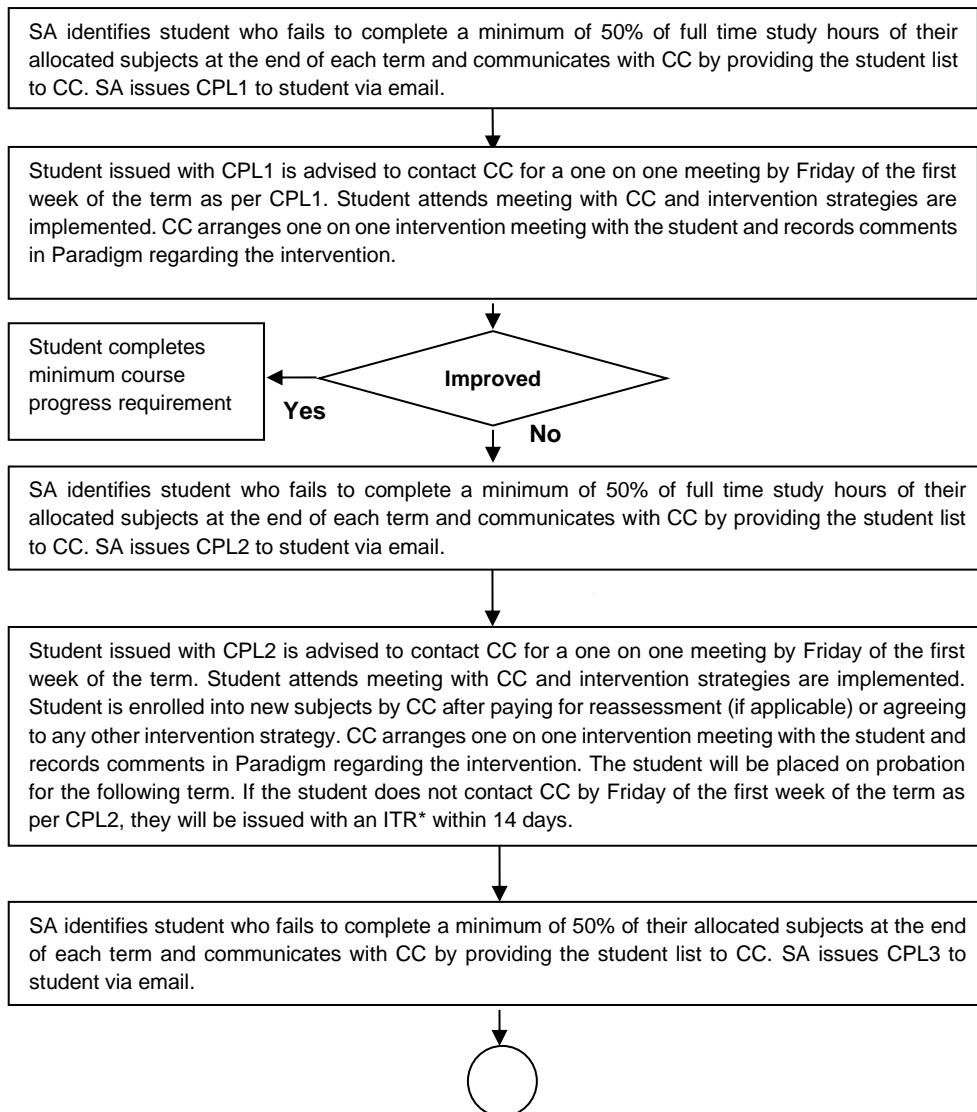 SA identifies student who fails to complete a minimum of 50% of full time study hours of their
allocated subjects at the end of each term and communicates with CC by providing the student list
to CC. SA issues CPL1 to student via email.
Student issued with CPL1 is advised to contact CC for a one on one meeting by Friday of the first
week of the term as per CPL1. Student attends meeting with CC and intervention strategies are
implemented. CC arranges one on one intervention meeting with the student and records comments
in Paradigm regarding the intervention.
Student completes
minimum course
progress requirement
Improved
Yes
No
SA identifies student who fails to complete a minimum of 50% of full time study hours of their
allocated subjects at the end of each term and communicates with CC by providing the student list
to CC. SA issues CPL2 to student via email.
Student issued with CPL2 is advised to contact CC for a one on one meeting by Friday of the first
week of the term. Student attends meeting with CC and intervention strategies are implemented.
Student is enrolled into new subjects by CC after paying for reassessment (if applicable) or agreeing
to any other intervention strategy. CC arranges one on one intervention meeting with the student and
records comments in Paradigm regarding the intervention. The student will be placed on probation
for the following term. If the student does not contact CC by Friday of the first week of the term as
per CPL2, they will be issued with an ITR* within 14 days.
SA identifies student who fails to complete a minimum of 50% of their allocated subjects at the end
of each term and communicates with CC by providing the student list to CC. SA issues CPL3 to
student via email.